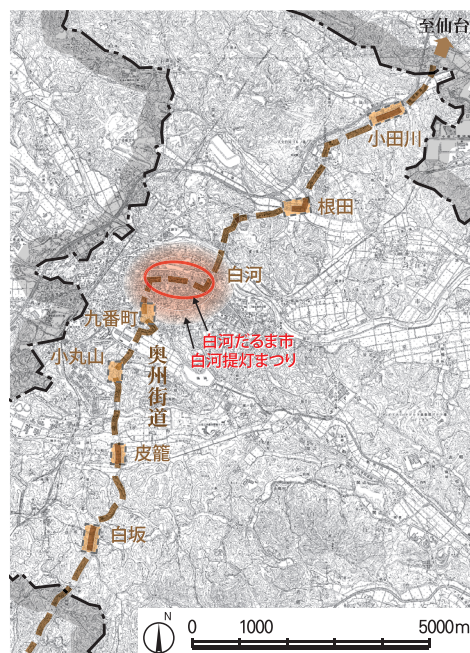 至仙台
小田川
根田
白河
九番町
白河だるま市
白河提灯まつり
小丸山
奥州街道
皮籠
白坂
N
0 1000 5000m